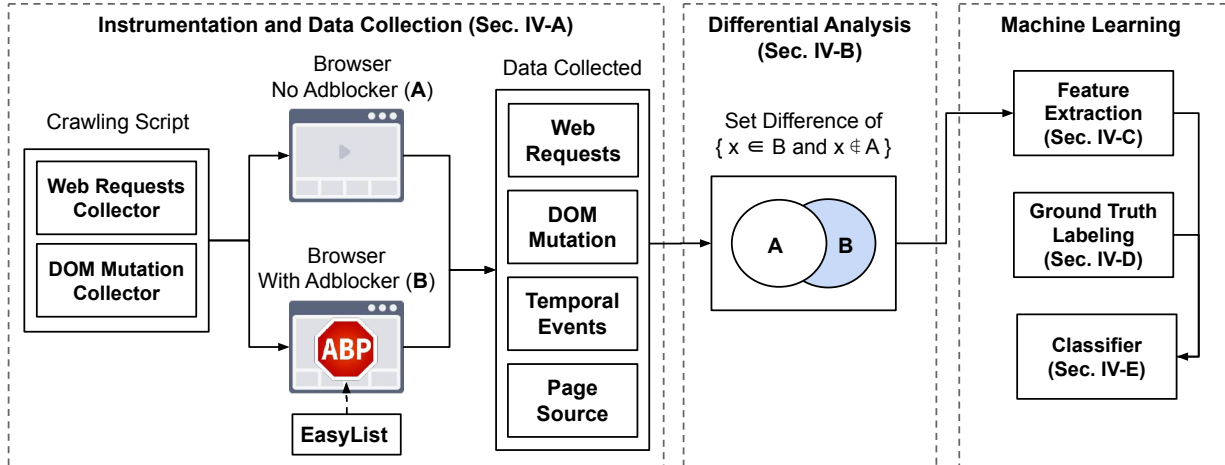 Instrumentation and Data Collection (Sec. IV-A)
Crawling Script
Web Requests
Collector
DOM Mutation
Collector
Browser
No Adblocker (A)
Browser
With Adblocker (B)
ABP
EasyList
Data Collected
Web
Requests
DOM
Mutation
Temporal
Events
Page
Source
Differential Analysis
(Sec. IV-B)
Set Difference of
{ x ∈ B and x ∉ A }
A
B
Machine Learning
Feature
Extraction
(Sec. IV-C)
Ground Truth
Labeling
(Sec. IV-D)
Classifier
(Sec. IV-E)